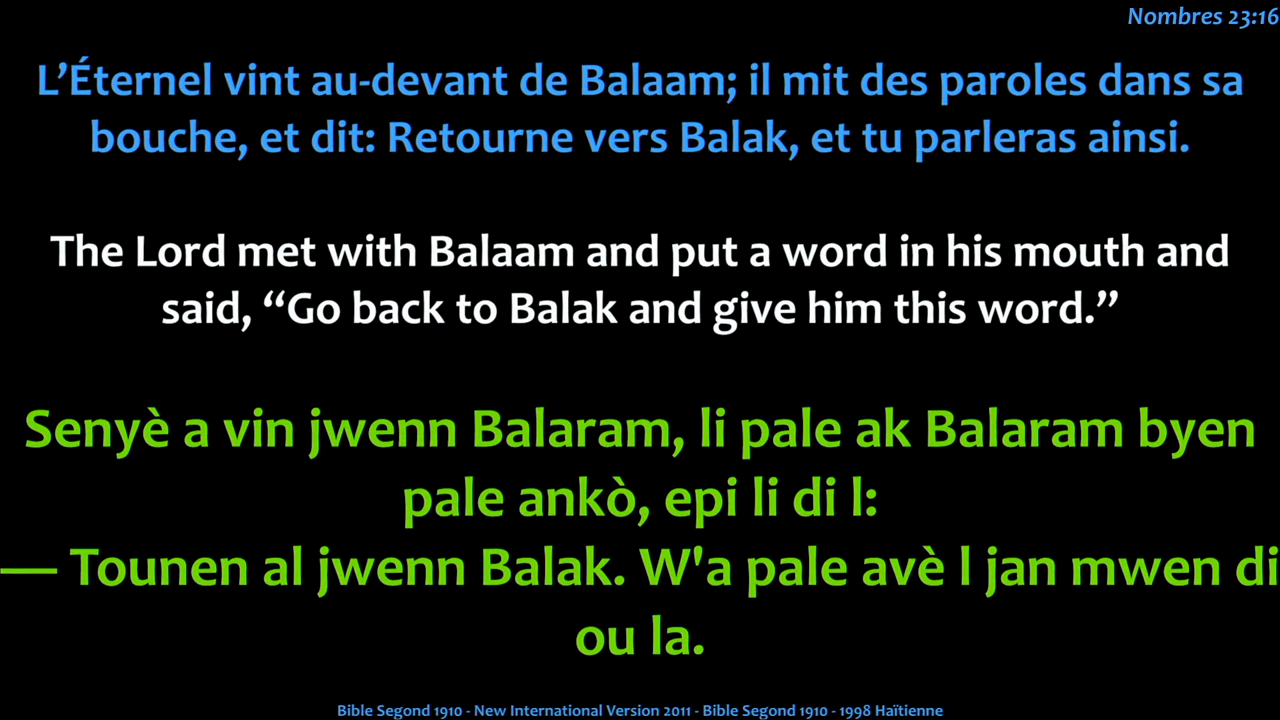 Nombres 23:16
L’Éternel vint au-devant de Balaam; il mit des paroles dans sa
bouche, et dit: Retourne vers Balak, et tu parleras ainsi.
The Lord met with Balaam and put a word in his mouth and
said, “Go back to Balak and give him this word.”
Senyè a vin jwenn Balaram, li pale ak Balaram byen
pale ankò, epi li di l:
— Tounen al jwenn Balak. W'a pale avè l jan mwen di
ou la.
Bible Segond 1910 - New International Version 2011 - Bible Segond 1910 - 1998 Haïtienne